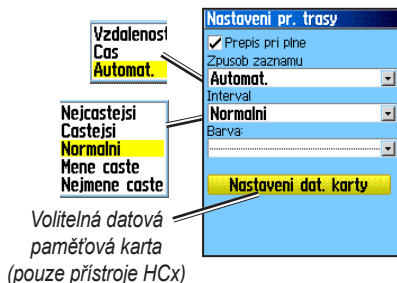 Vzdalenost
Cas
Automat.
Nejcastejsi
Castejsi
Normalni
Mene caste
Nejmene caste
Volitelná datová
paměťová karta
(pouze přístroje HCx)
Nastaveni pr. trasy
Prepis pri plne
Zpusob zaznamu
Automat.
Interval
Normalni
Barva:
Nastaveni dat. karty